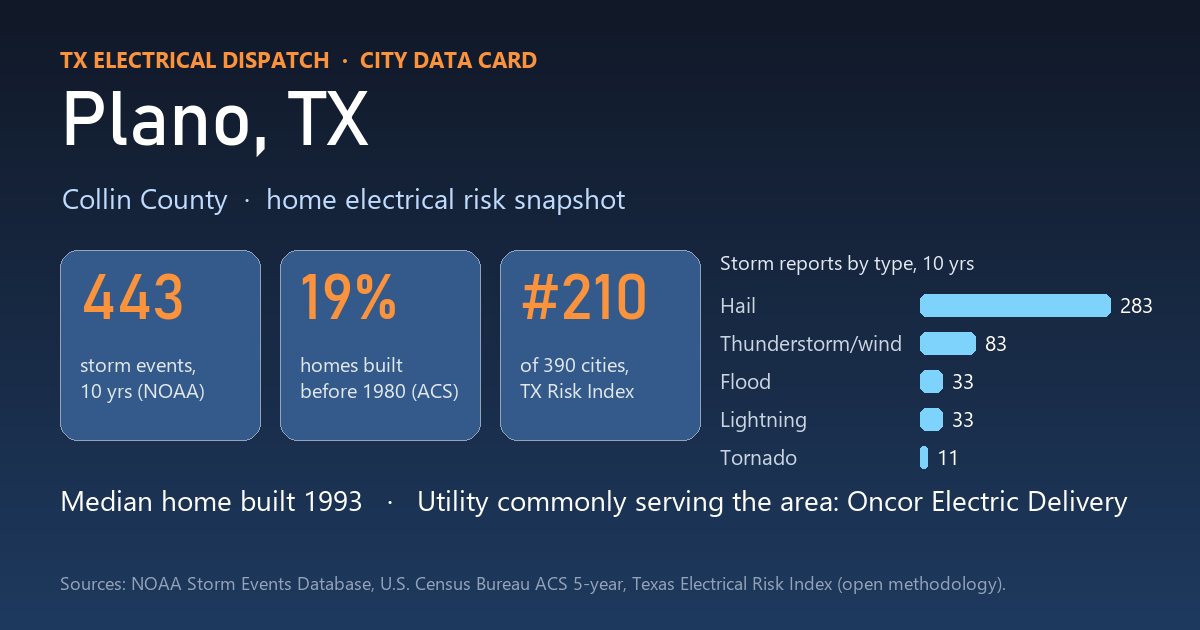 TX ELECTRICAL DISPATCH · CITY DATA CARD
Plano, TX
Collin County · home electrical risk snapshot
443
storm events,
10 yrs (NOAA)
19%
homes built
before 1980 (ACS)
#210
of 390 cities,
TX Risk Index
Storm reports by type, 10 yrs
Hail 283
Thunderstorm/wind 83
Flood 33
Lightning 33
Tornado 11
Median home built 1993 · Utility commonly serving the area: Oncor Electric Delivery
Sources: NOAA Storm Events Database, U.S. Census Bureau ACS 5-year, Texas Electrical Risk Index (open methodology).